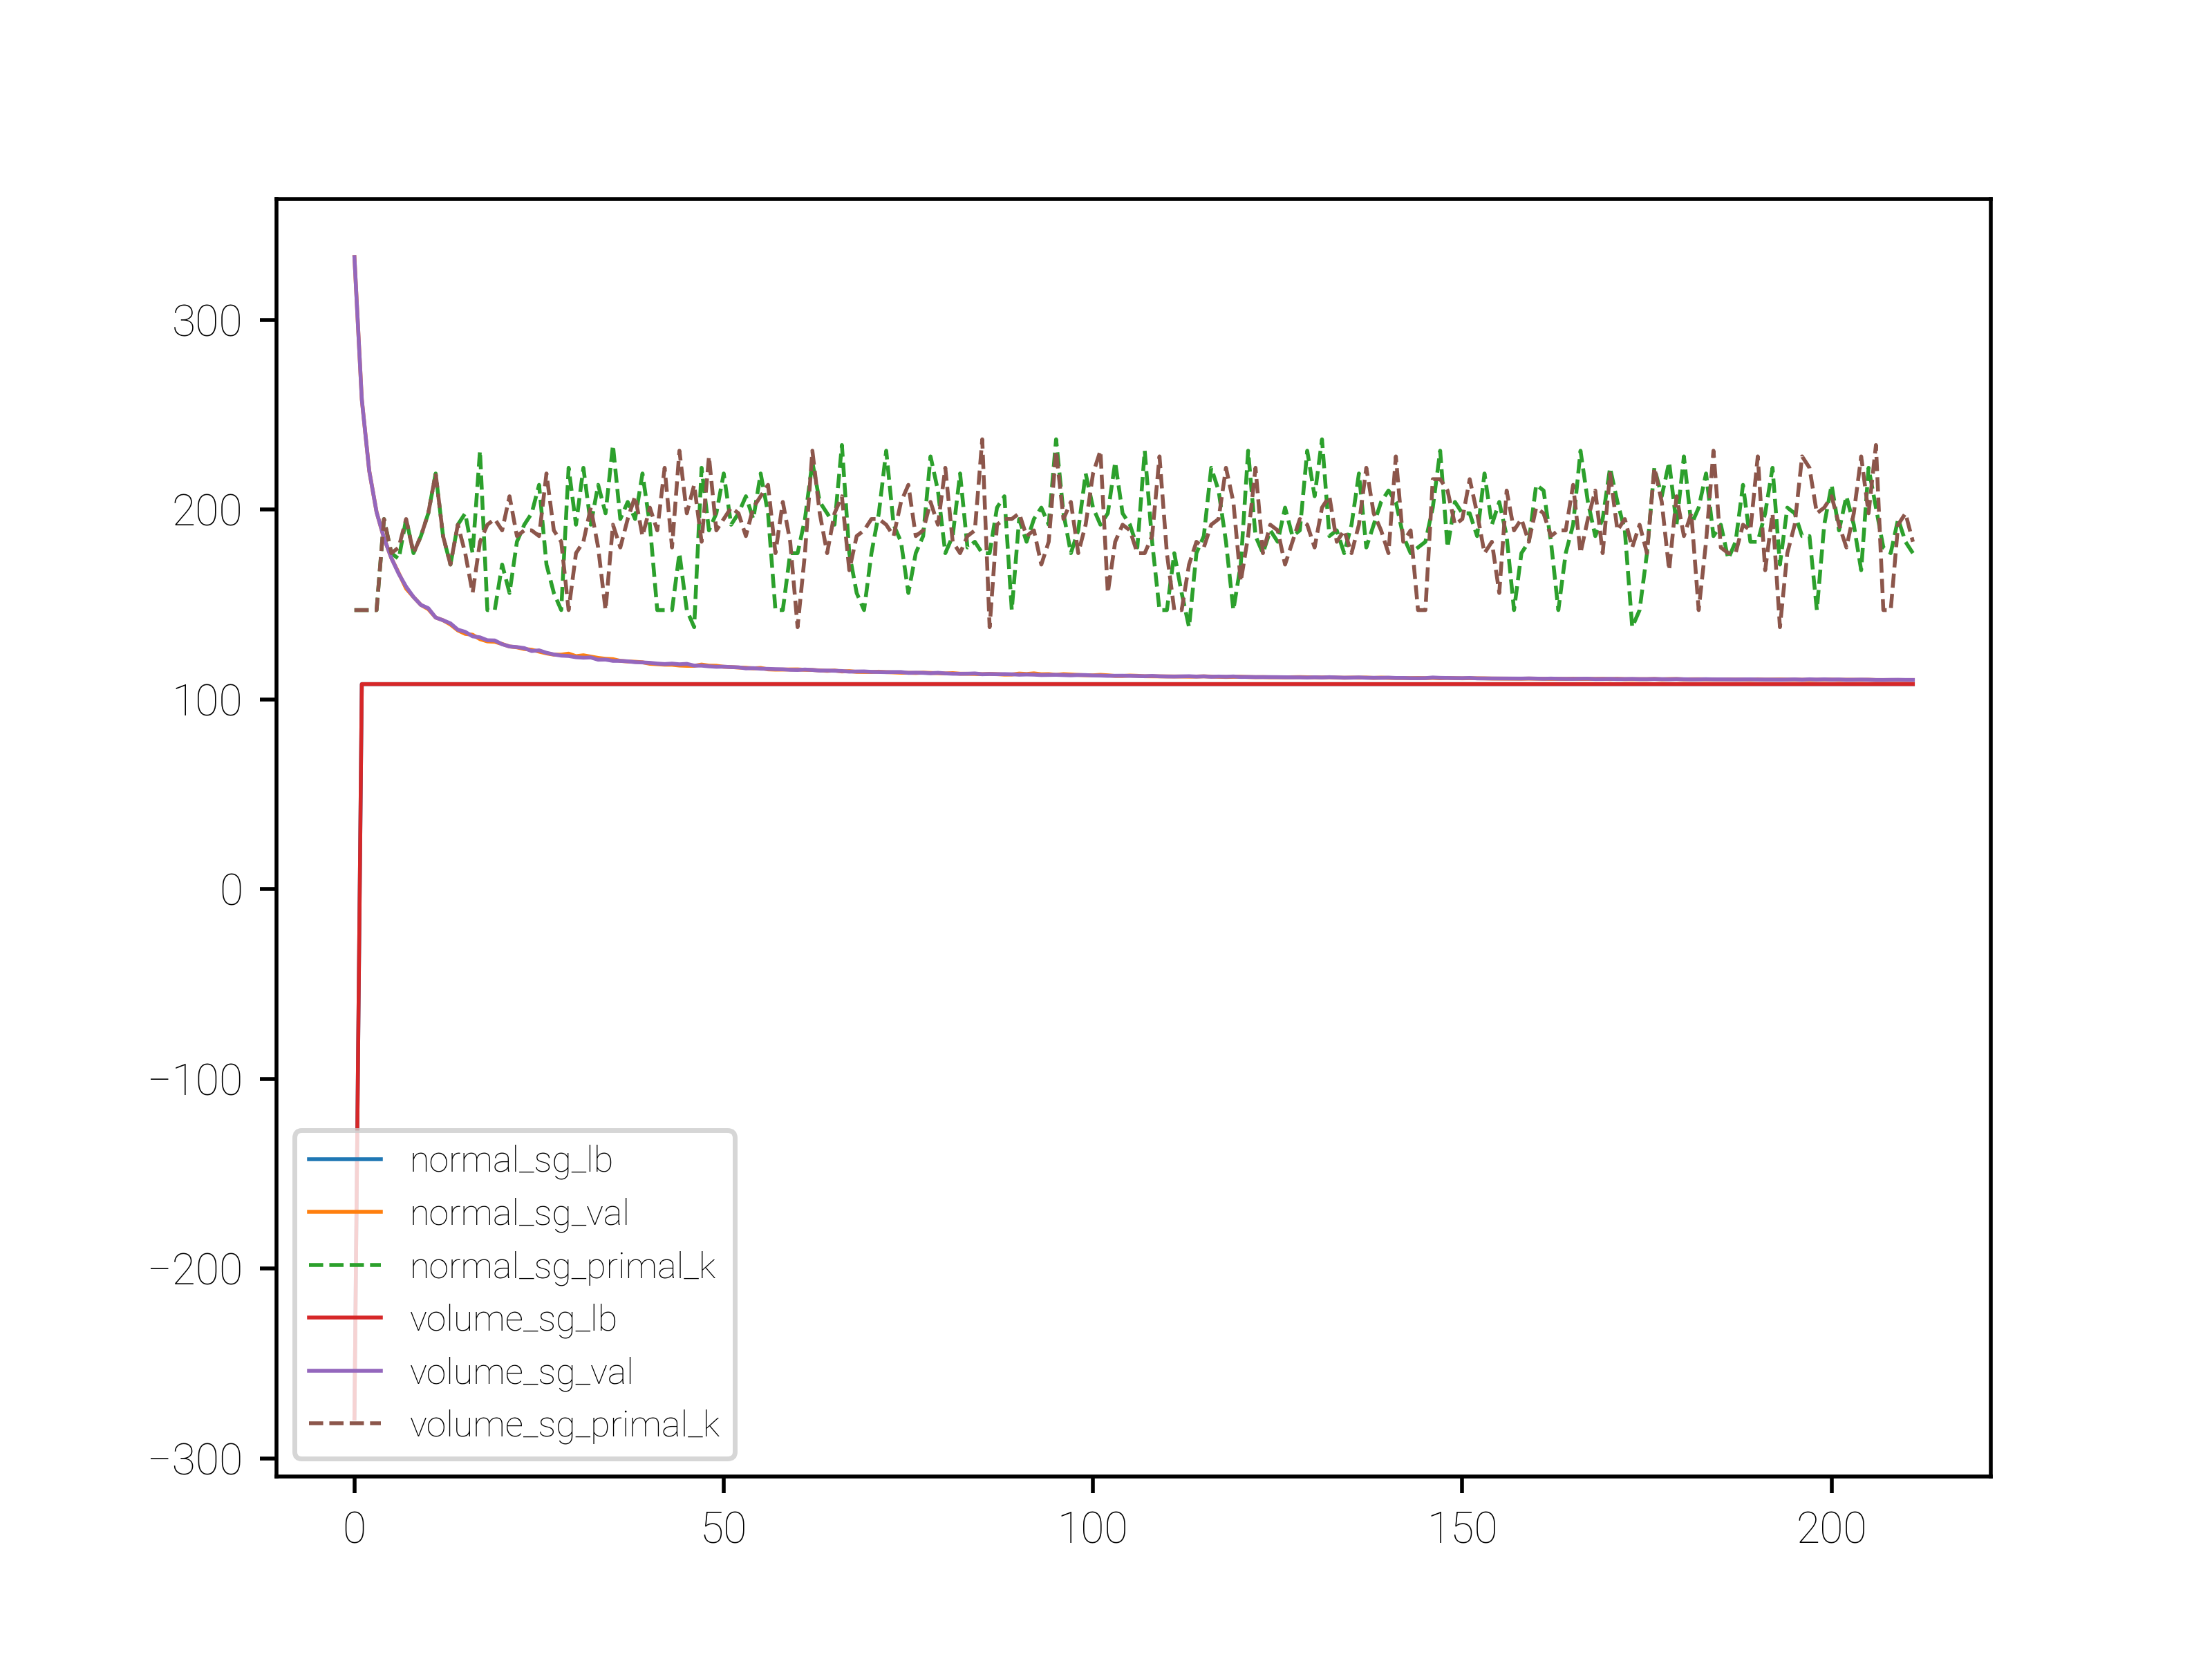 300
200
100
0
−100
−200
−300
normal_sg_lb
normal_sg_val
normal_sg_primal_k
volume_sg_lb
volume_sg_val
volume_sg_primal_k
0 50 100 150 200